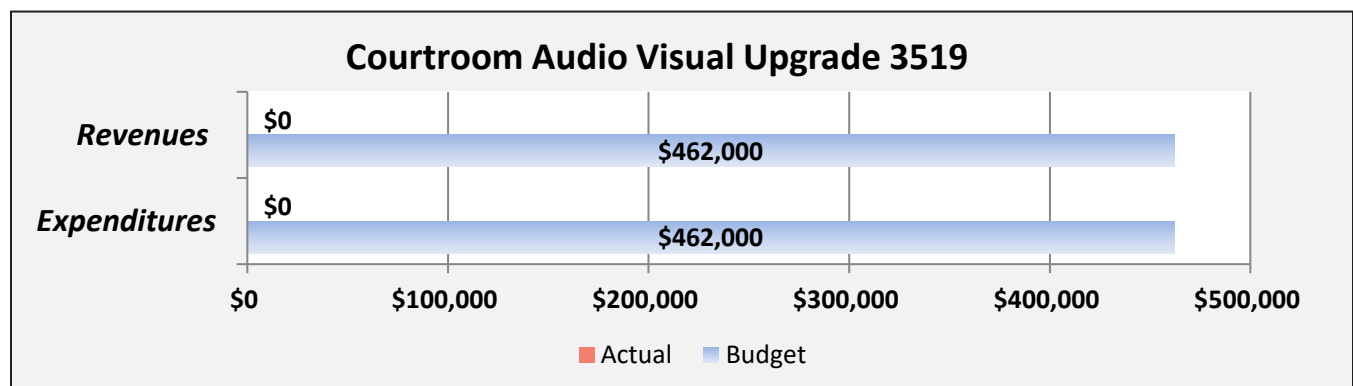 Courtroom Audio Visual Upgrade 3519
$0
Revenues
$462,000
$0
Expenditures
$462,000
$0 $100,000 $200,000 $300,000 $400,000 $500,000
Actual Budget